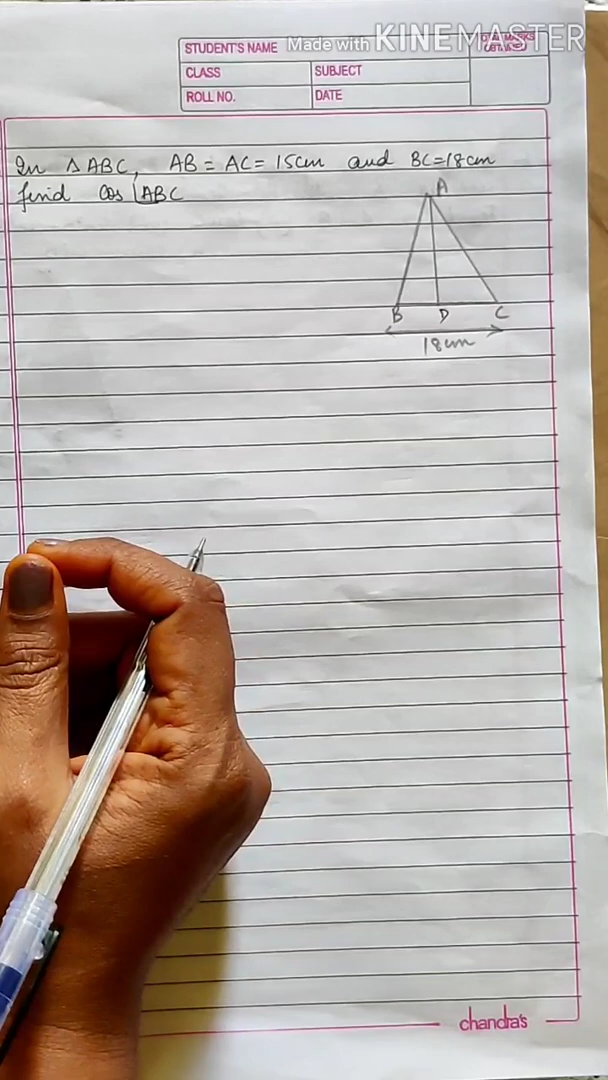 STUDENT'S NAME
Made with KINEMASTER
CLASS
SUBJECT
ROLL NO.
DATE
In △ABC, AB = AC = 15cm and BC=18cm
find cos ∠ABC
A
B D C
18cm
chandra's